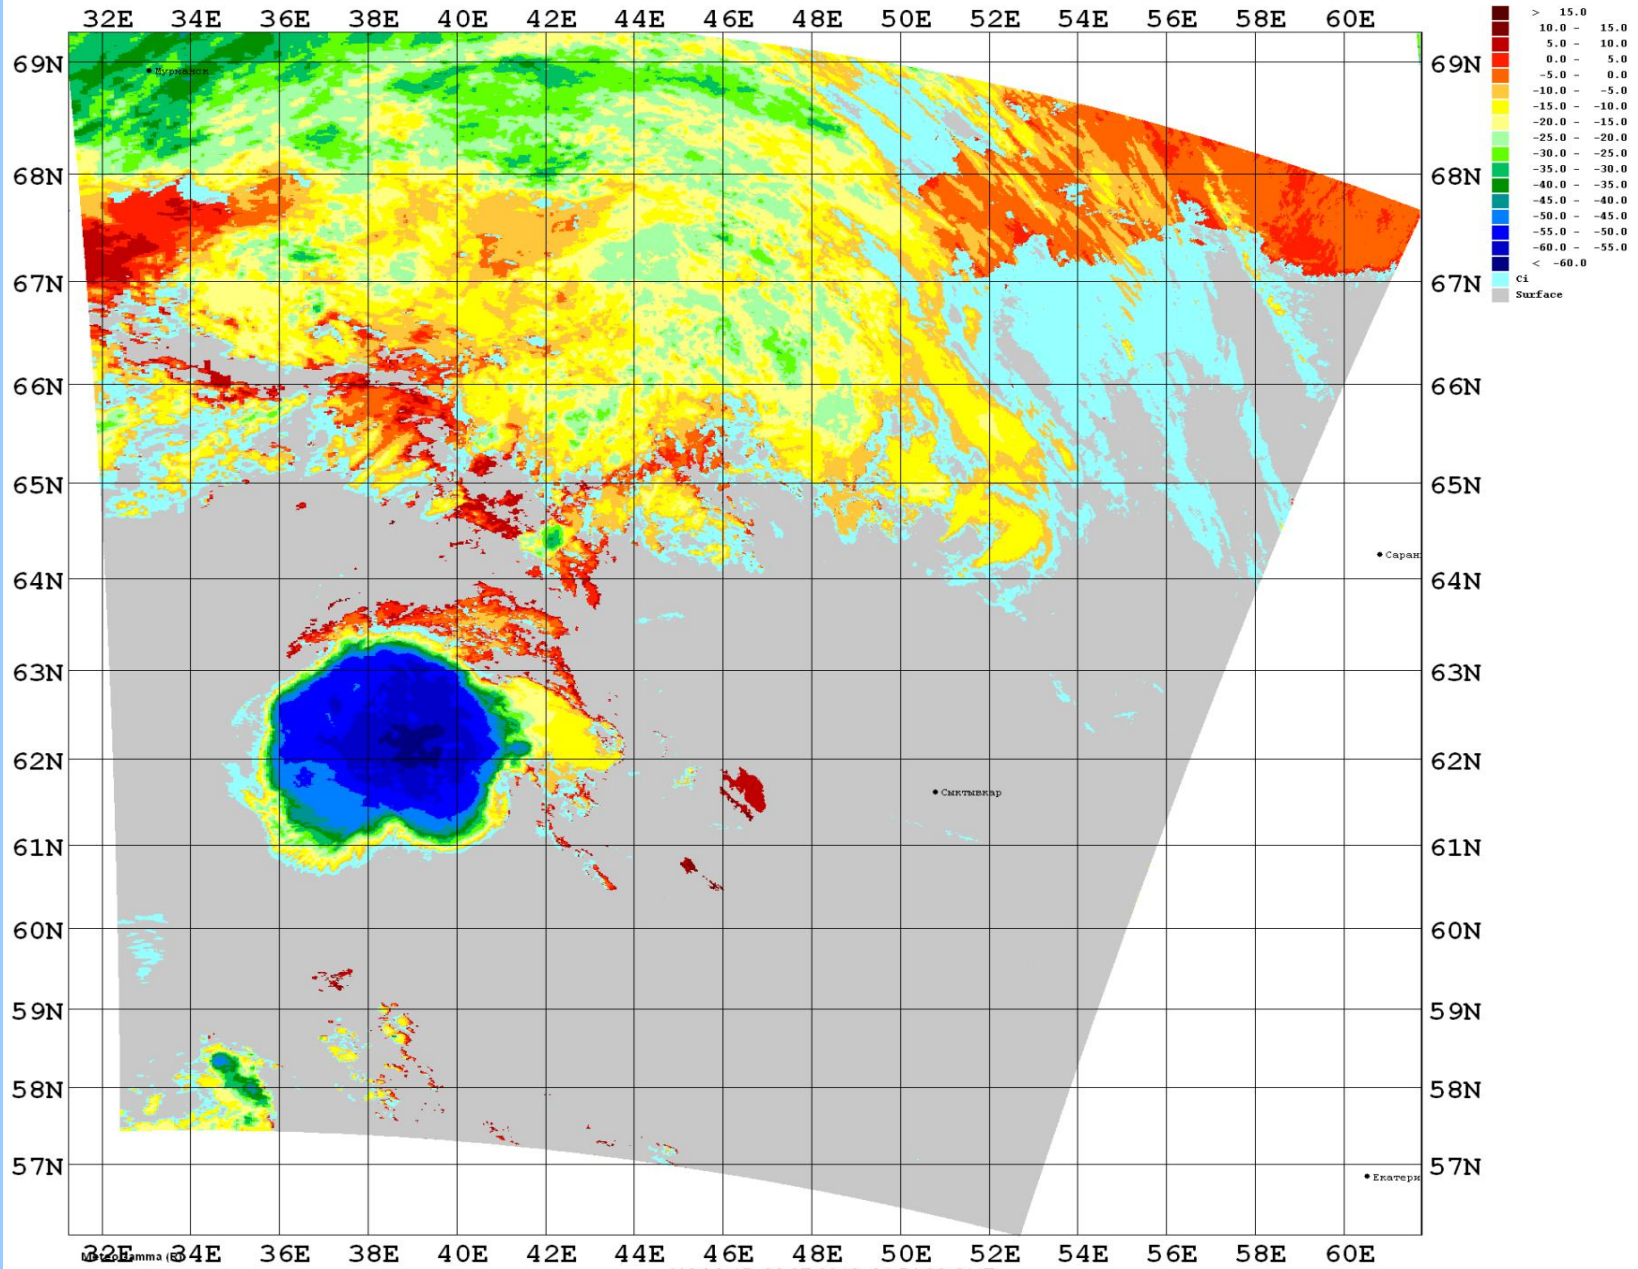 32E 34E 36E 38E 40E 42E 44E 46E 48E 50E 52E 54E 56E 58E 60E
> 15.0
10.0 - 15.0
5.0 - 10.0
0.0 - 5.0
-5.0 - 0.0
-10.0 - -5.0
-15.0 - -10.0
-20.0 - -15.0
-25.0 - -20.0
-30.0 - -25.0
-35.0 - -30.0
-40.0 - -35.0
-45.0 - -40.0
-50.0 - -45.0
-55.0 - -50.0
-60.0 - -55.0
< -60.0
Ci
Surface
69N 69N
Мурманск
68N 68N
67N 67N
66N 66N
65N 65N
Саран
64N 64N
63N 63N
62N 62N
Сыктывкар
61N 61N
60N 60N
59N 59N
58N 58N
57N 57N
Екатери
32E 34E 36E 38E 40E 42E 44E 46E 48E 50E 52E 54E 56E 58E 60E
MeteoGamma (R)